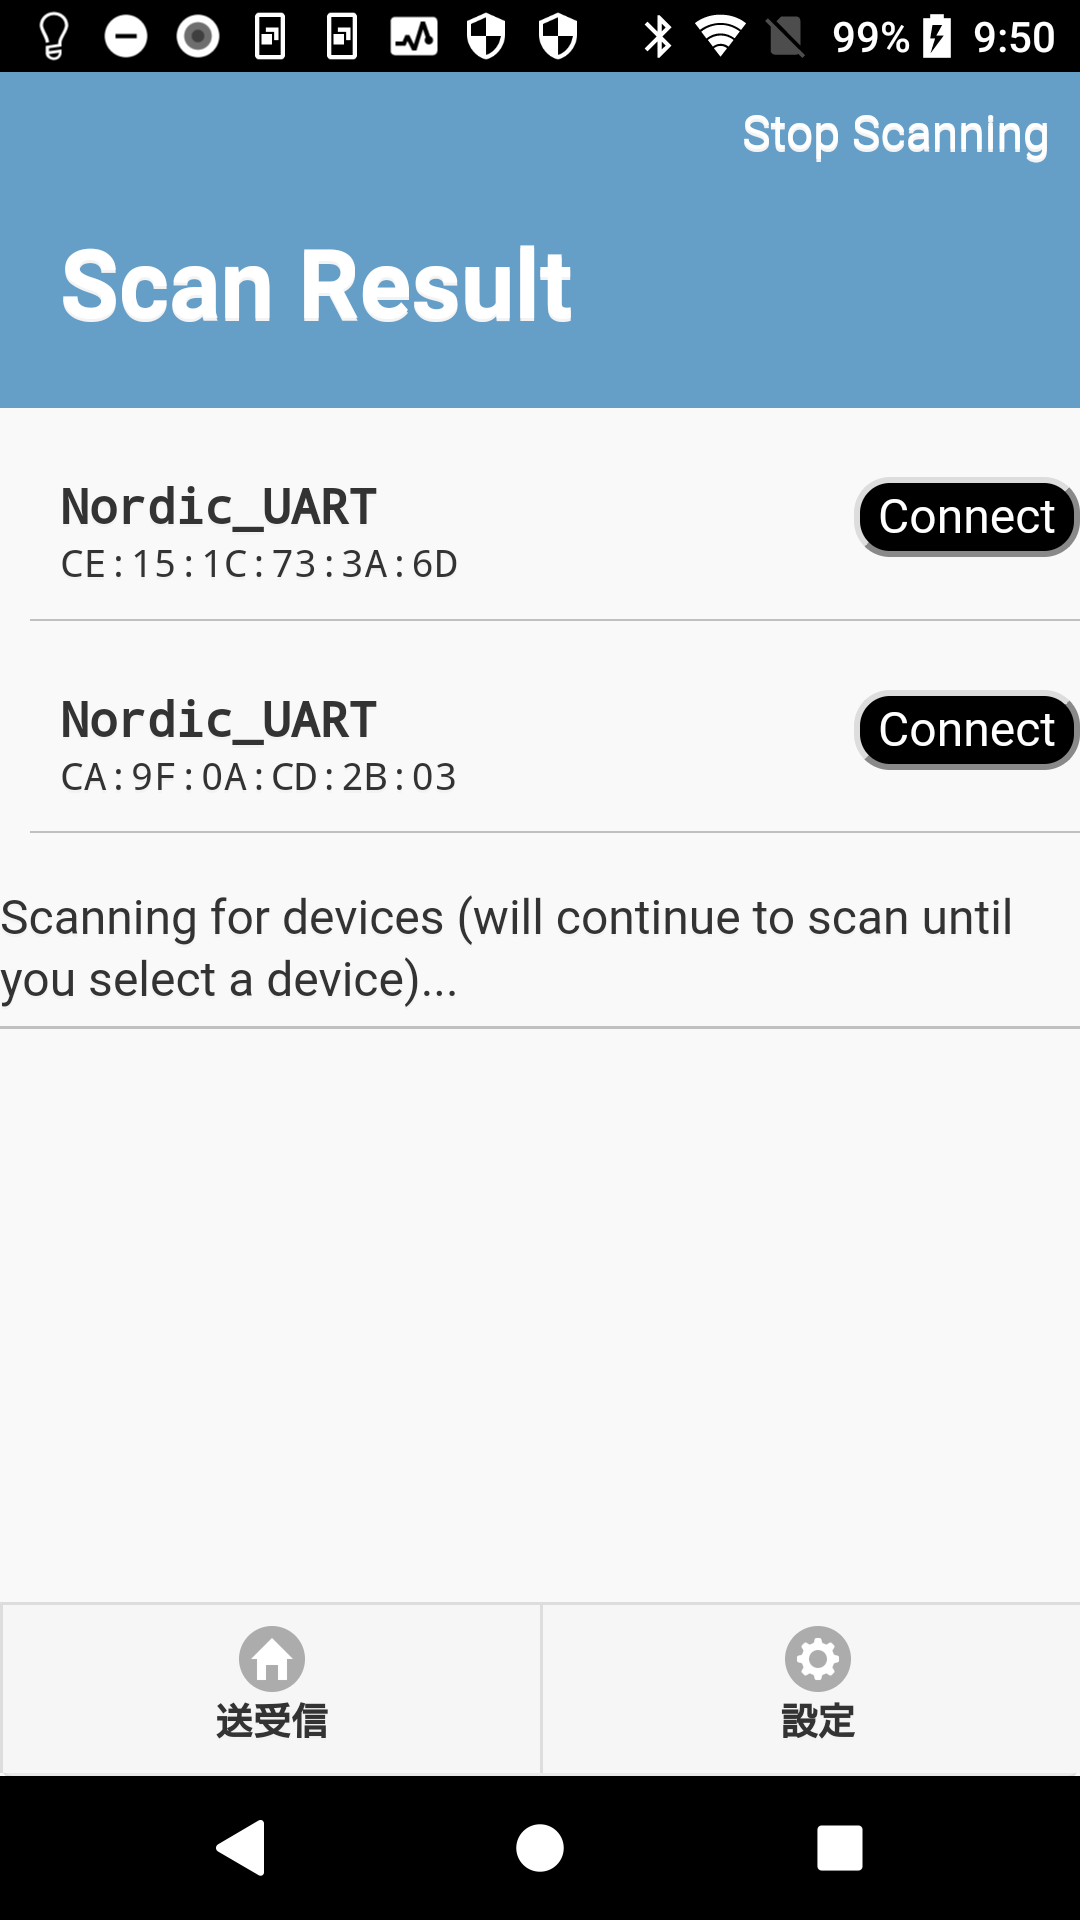 99% 9:50
Stop Scanning
Scan Result
Nordic_UART
Connect
CE:15:1C:73:3A:6D
Nordic_UART
Connect
CA:9F:0A:CD:2B:03
Scanning for devices (will continue to scan until
you select a device)...
送受信
設定